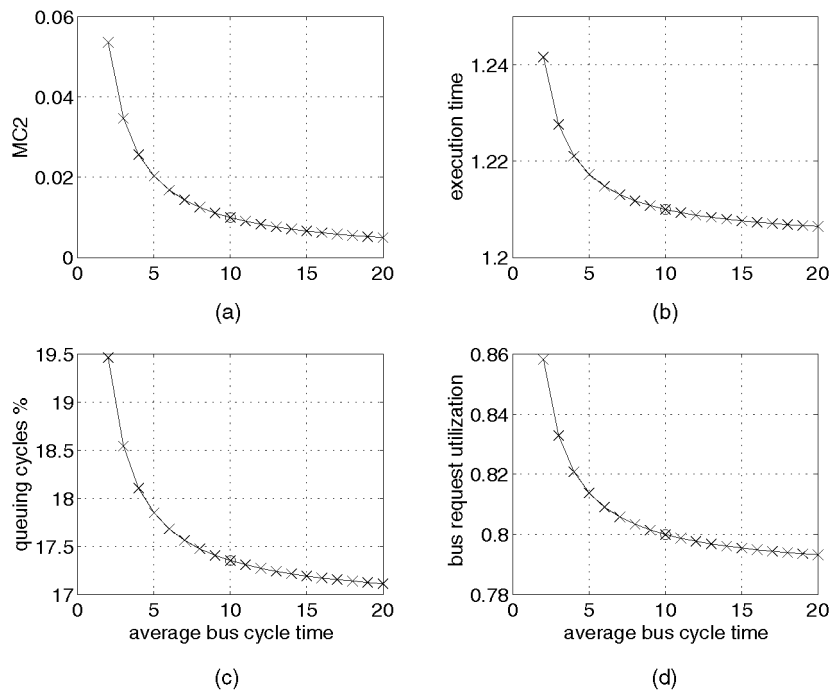 0.06
0.04
0.02
0
MC2
0 5 10 15 20
(a)
1.24
1.22
1.2
execution time
0 5 10 15 20
(b)
19.5
19
18.5
18
17.5
17
queuing cycles %
0 5 10 15 20
average bus cycle time
(c)
0.86
0.84
0.82
0.8
0.78
bus request utilization
0 5 10 15 20
average bus cycle time
(d)